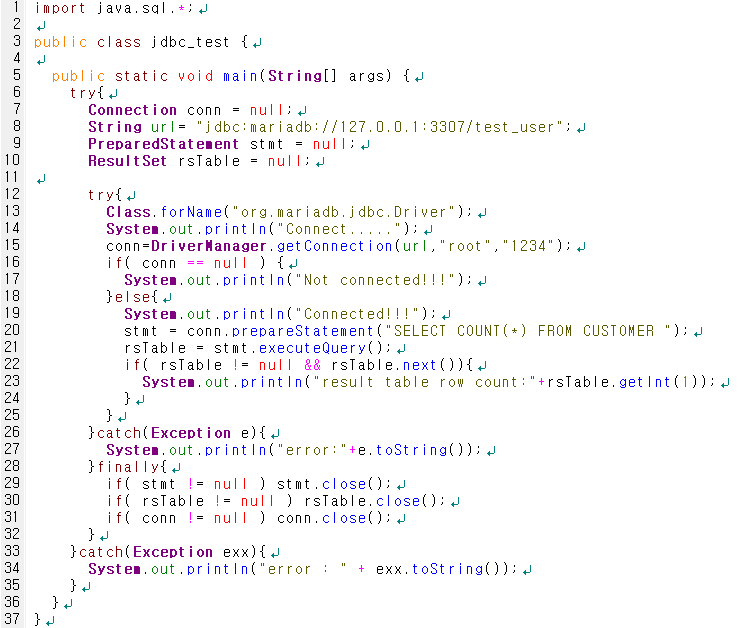 1 import java.sql.*;
2
3 public class jdbc_test {
4
5 public static void main(String[] args) {
6 try{
7 Connection conn = null;
8 String url= "jdbc:mariadb://127.0.0.1:3307/test_user";
9 PreparedStatement stmt = null;
10 ResultSet rsTable = null;
11
12 try{
13 Class.forName("org.mariadb.jdbc.Driver");
14 System.out.println("Connect.....");
15 conn=DriverManager.getConnection(url,"root","1234");
16 if( conn == null ) {
17 System.out.println("Not connected!!!");
18 }else{
19 System.out.println("Connected!!!");
20 stmt = conn.prepareStatement("SELECT COUNT(*) FROM CUSTOMER ");
21 rsTable = stmt.executeQuery();
22 if( rsTable != null && rsTable.next()){
23 System.out.println("result table row count:"+rsTable.getInt(1));
24 }
25 }
26 }catch(Exception e){
27 System.out.println("error:"+e.toString());
28 }finally{
29 if( stmt != null ) stmt.close();
30 if( rsTable != null ) rsTable.close();
31 if( conn != null ) conn.close();
32 }
33 }catch(Exception exx){
34 System.out.println("error : " + exx.toString());
35 }
36 }
37 }